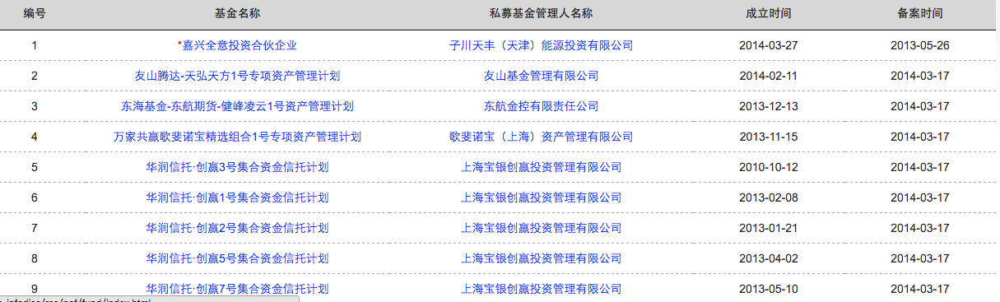 编号 基金名称 私募基金管理人名称 成立时间 备案时间
1 *嘉兴全意投资合伙企业 子川天丰（天津）能源投资有限公司 2014-03-27 2013-05-26
2 友山腾达-天弘天方1号专项资产管理计划 友山基金管理有限公司 2014-02-11 2014-03-17
3 东海基金-东航期货-健峰凌云1号资产管理计划 东航金控有限责任公司 2013-12-13 2014-03-17
4 万家共赢歌斐诺宝精选组合1号专项资产管理计划 歌斐诺宝（上海）资产管理有限公司 2013-11-15 2014-03-17
5 华润信托·创赢3号集合资金信托计划 上海宝银创赢投资管理有限公司 2010-10-12 2014-03-17
6 华润信托·创赢1号集合资金信托计划 上海宝银创赢投资管理有限公司 2013-02-08 2014-03-17
7 华润信托·创赢2号集合资金信托计划 上海宝银创赢投资管理有限公司 2013-01-21 2014-03-17
8 华润信托·创赢5号集合资金信托计划 上海宝银创赢投资管理有限公司 2013-04-02 2014-03-17
9 华润信托·创赢7号集合资金信托计划 上海宝银创赢投资管理有限公司 2013-05-10 2014-03-17